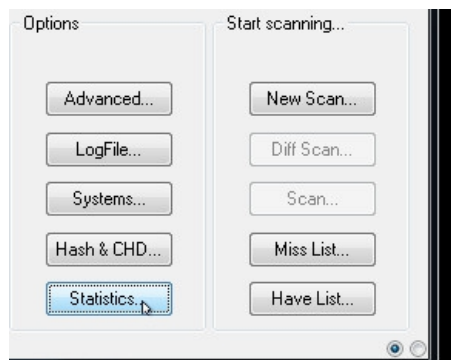 Options
Advanced...
LogFile...
Systems...
Hash & CHD...
Statistics...
Start scanning...
New Scan...
Diff Scan...
Scan...
Miss List...
Have List...